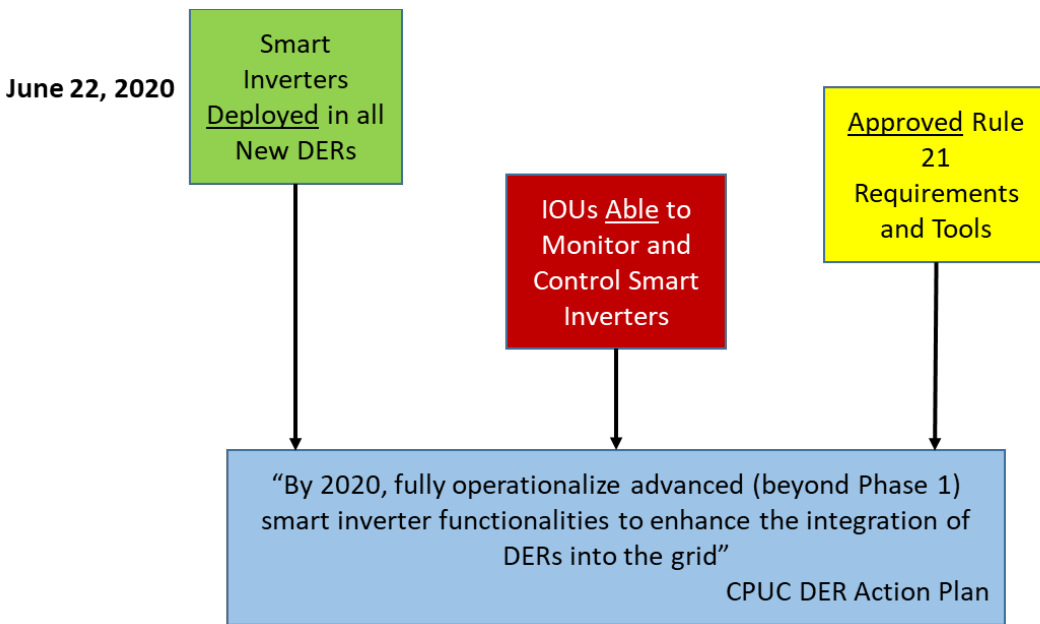 June 22, 2020
Smart
Inverters
Deployed in all
New DERs
IOUs Able to
Monitor and
Control Smart
Inverters
Approved Rule
21
Requirements
and Tools
“By 2020, fully operationalize advanced (beyond Phase 1)
smart inverter functionalities to enhance the integration of
DERs into the grid”
CPUC DER Action Plan